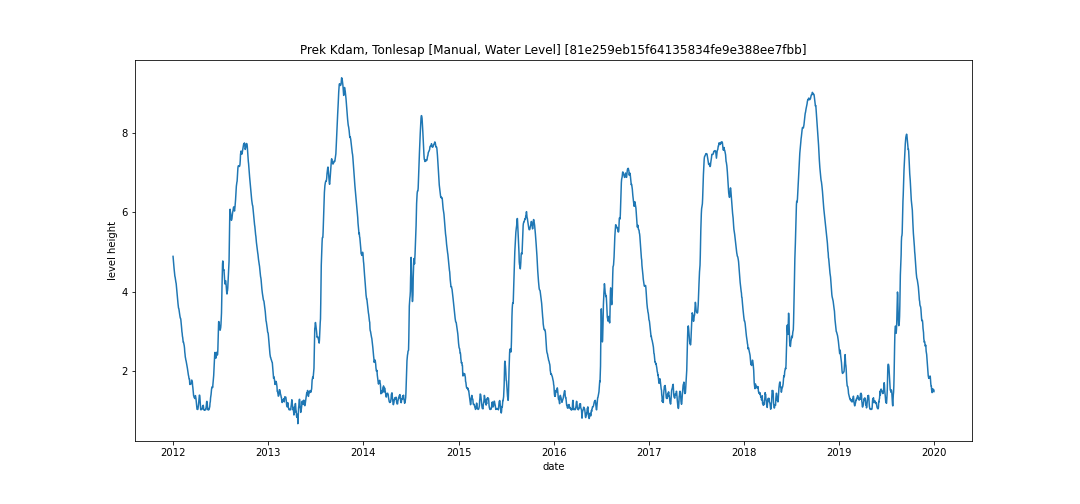 Prek Kdam, Tonlesap [Manual, Water Level] [81e259eb15f64135834fe9e388ee7fbb]
level height
8
6
4
2
2012 2013 2014 2015 2016 2017 2018 2019 2020
date